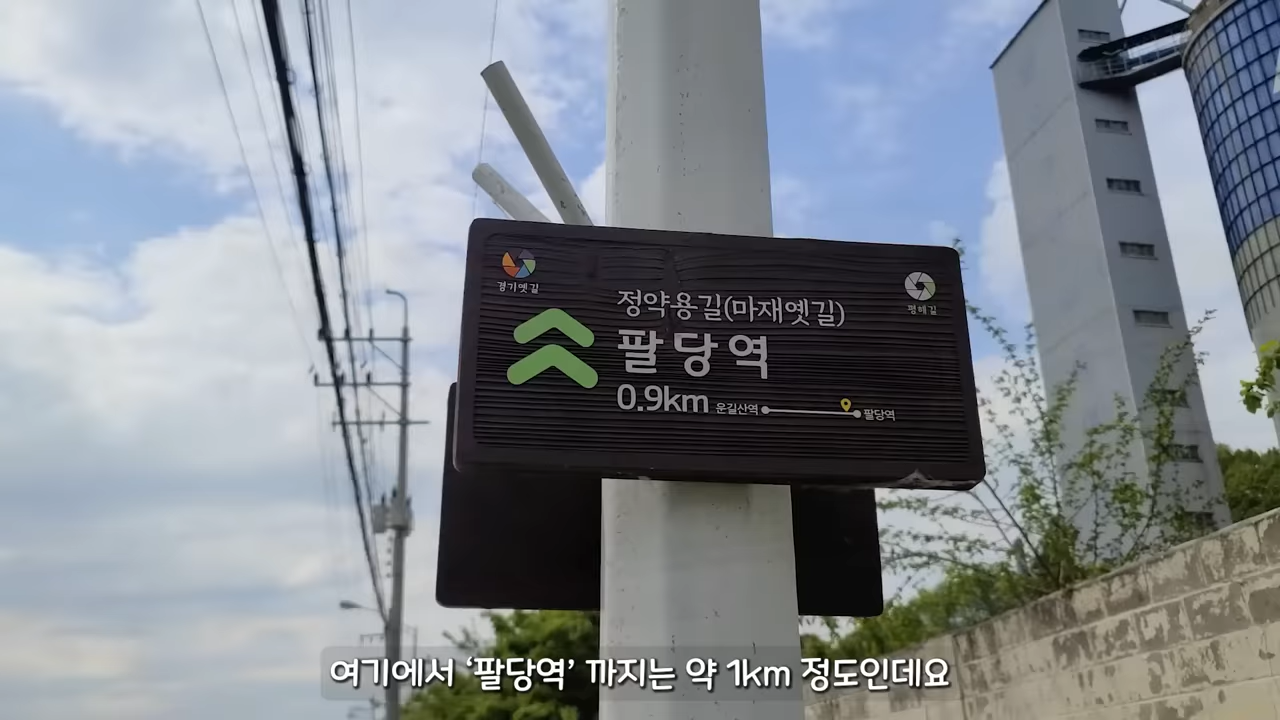 경기옛길
평해길
정약용길(마재옛길)
팔당역
0.9km
운길산역
팔당역
여기에서 ‘팔당역’ 까지는 약 1km 정도인데요